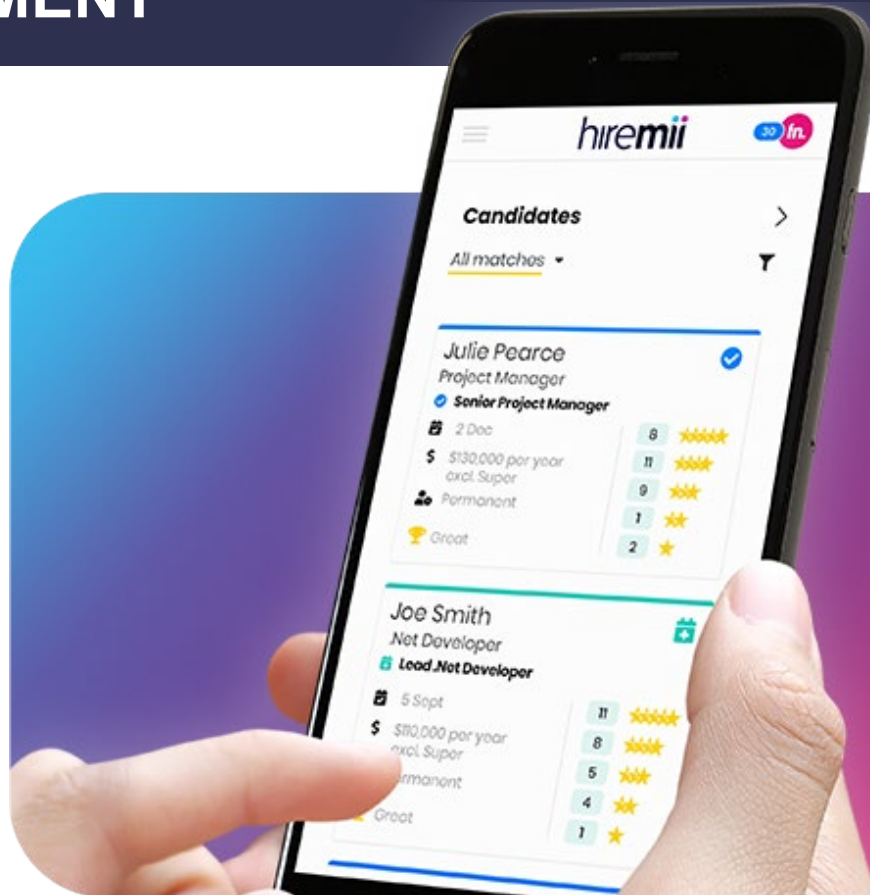 hiremii
30 fn.
Candidates
All matches
Julie Pearce
Project Manager
Senior Project Manager
2 Dec
$130,000 per year
excl. Super
Permanent
Great
8
11
9
1
2
Joe Smith
.Net Developer
Lead .Net Developer
5 Sept
$110,000 per year
excl. Super
Great
11
8
5
4
1